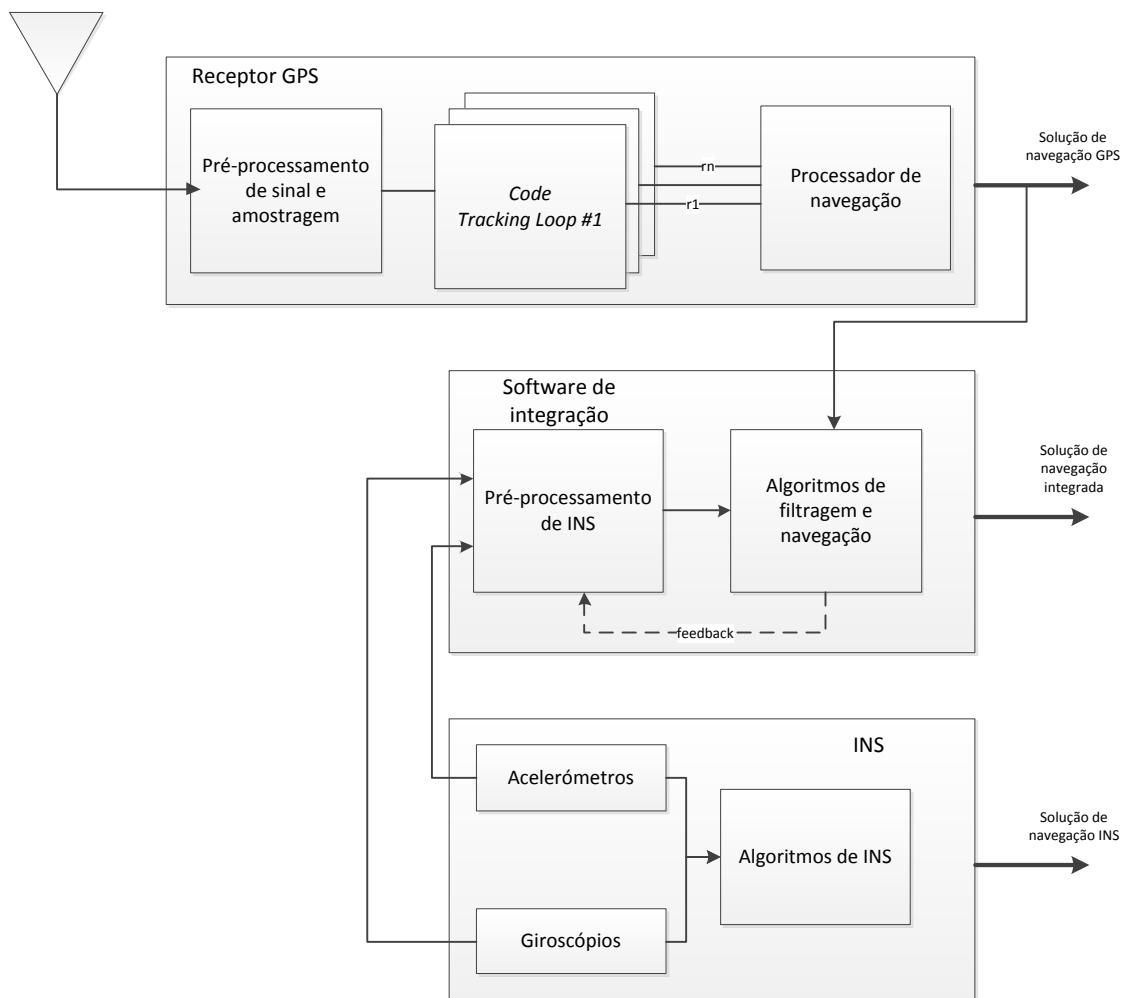 Receptor GPS
Pré-processamento
de sinal e
amostragem
Code
Tracking Loop #1
rn
r1
Processador de
navegação
Solução de
navegação GPS
Software de
integração
Pré-processamento
de INS
Algoritmos de
filtragem e
navegação
feedback
Solução de
navegação
integrada
INS
Acelerómetros
Algoritmos de INS
Giroscópios
Solução de
navegação INS